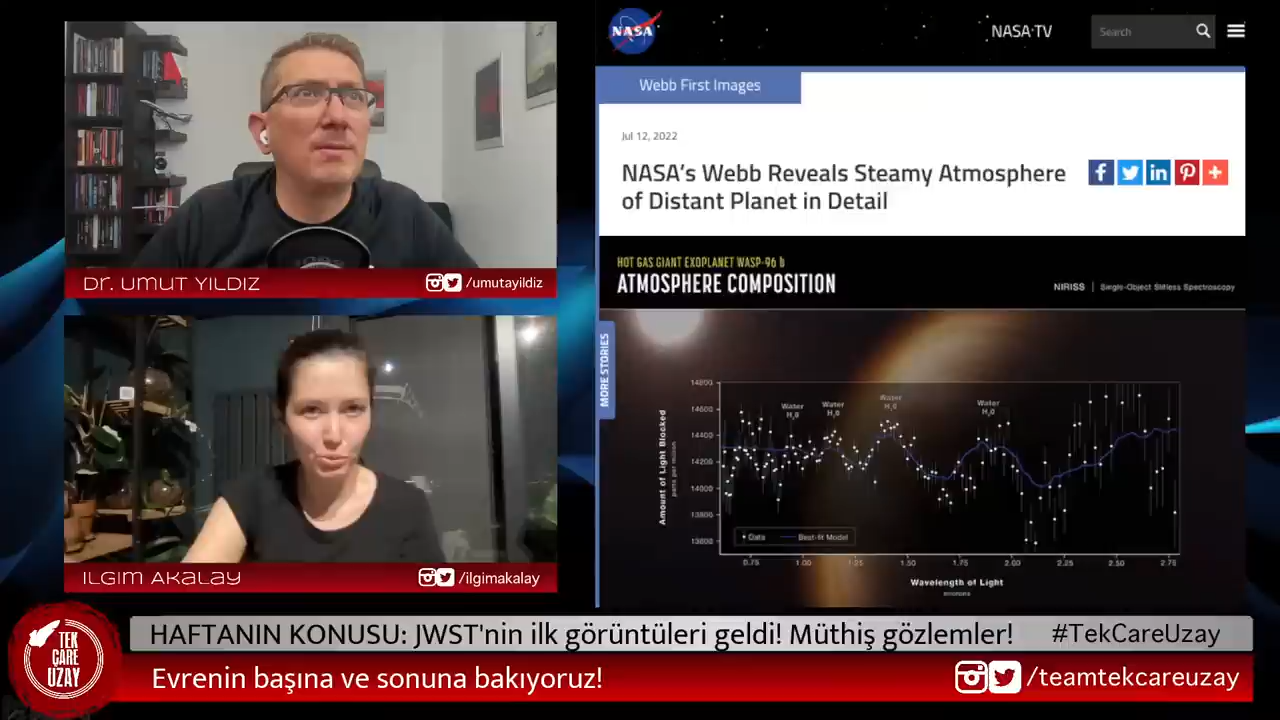 DR. UMUT YILDIZ
/umutayildiz
ILGIM AKALAY
/ilgimakalay
NASA
NASA TV
Search
Webb First Images
Jul 12, 2022
NASA's Webb Reveals Steamy Atmosphere
of Distant Planet in Detail
HOT GAS GIANT EXOPLANET WASP-96 b
ATMOSPHERE COMPOSITION
NIRISS | Single-Object Slitless Spectroscopy
MORE STORIES
Amount of Light Blocked
parts per million
14800
14600
14400
14200
14000
13800
13600
Water
H₂O
Water
H₂O
Water
H₂O
Water
H₂O
Data
Best-fit Model
0.75
1.00
1.25
1.50
1.75
2.00
2.25
2.50
2.75
Wavelength of Light
microns
TEK
ÇARE
UZAY
HAFTANIN KONUSU: JWST'nin ilk görüntüleri geldi! Müthiş gözlemler!
#TekCareUzay
Evrenin başına ve sonuna bakıyoruz!
/teamtekcareuzay